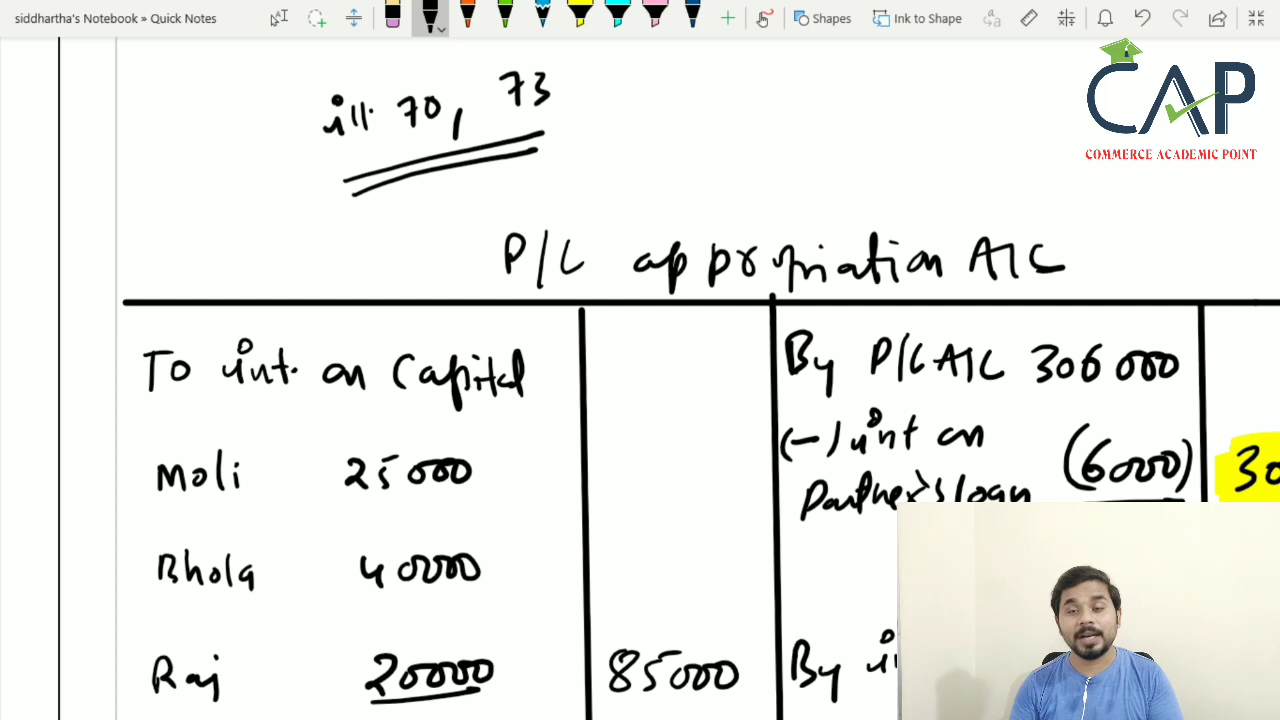 siddhartha's Notebook » Quick Notes
Shapes
Ink to Shape
CAP
COMMERCE ACADEMIC POINT
ill 70, 73
P/L appropriation A/C
To int. on Capital
Moli 25000
Bhola 40000
Raj 20000 85000
By P/L A/C 306000
(-) int on
Partner's loan (6000) 30
By i